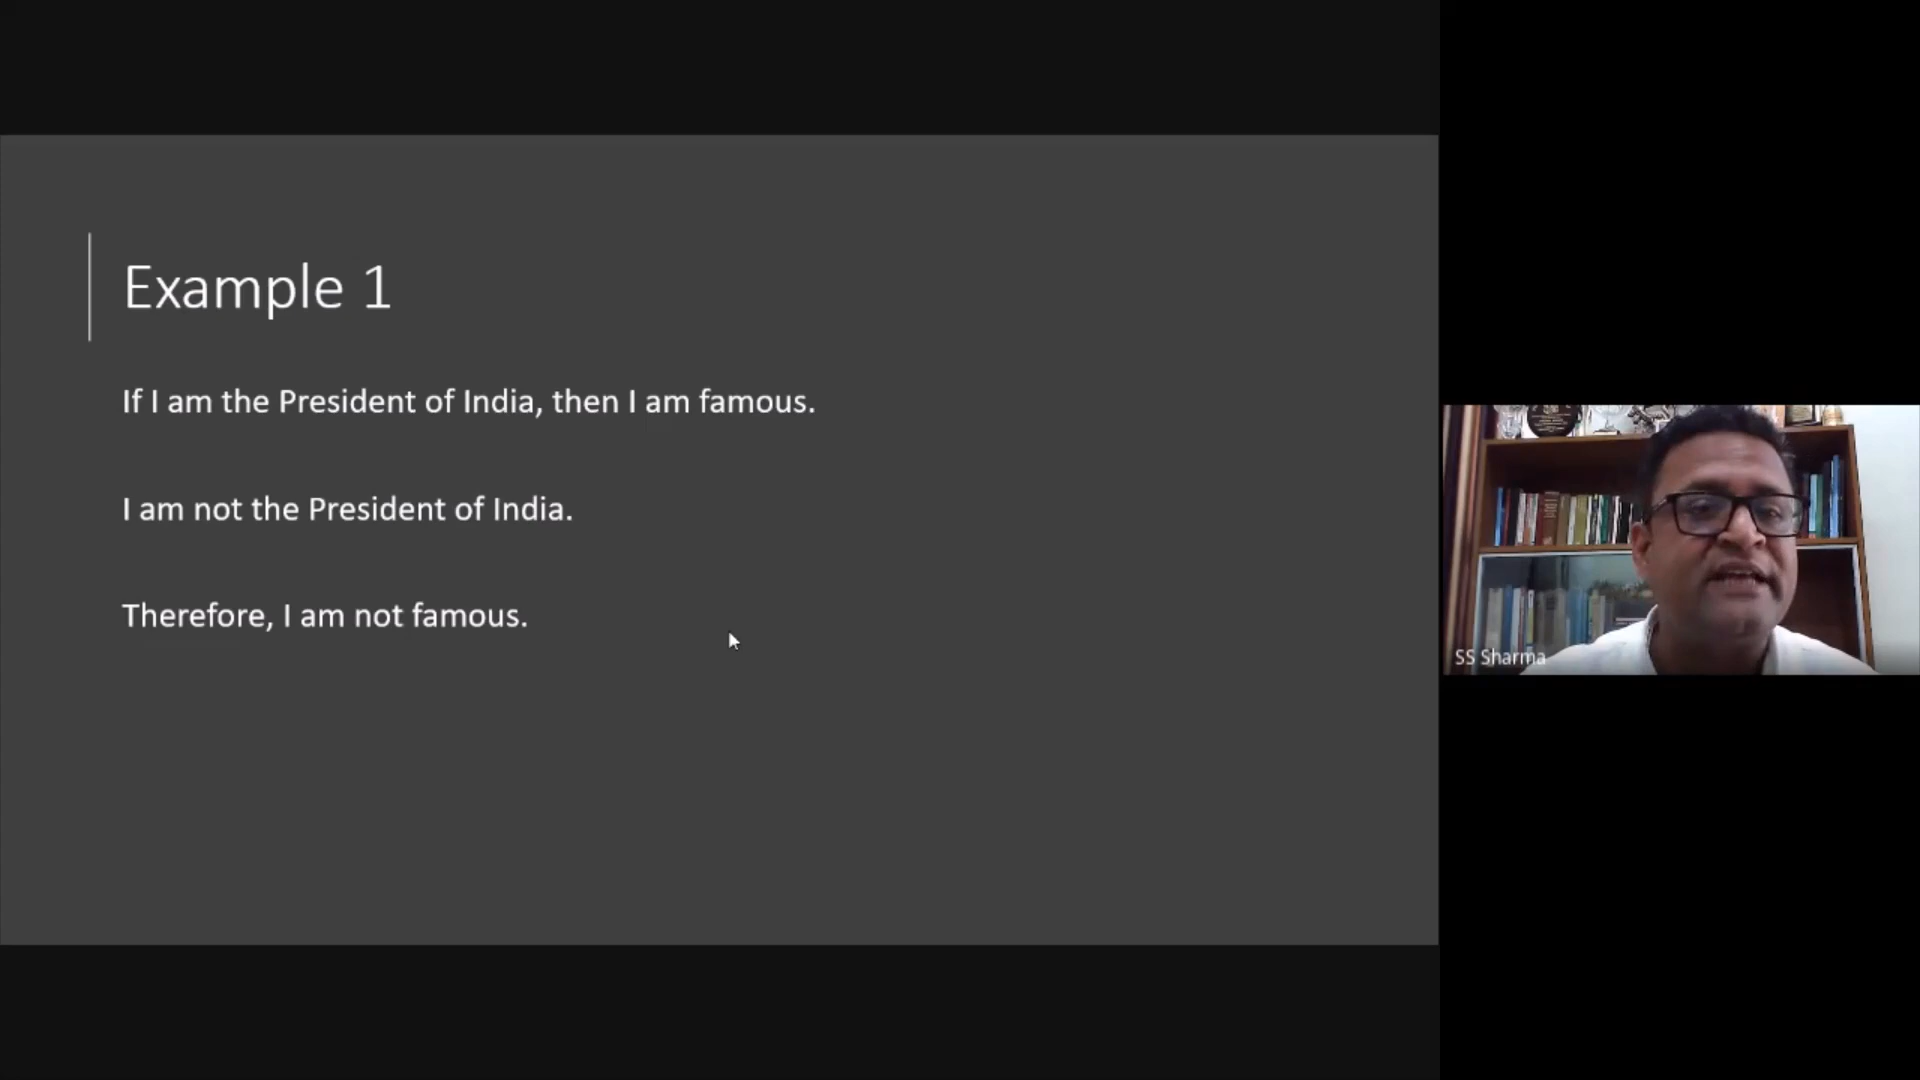 Example 1
If I am the President of India, then I am famous.
I am not the President of India.
Therefore, I am not famous.
SS Sharma